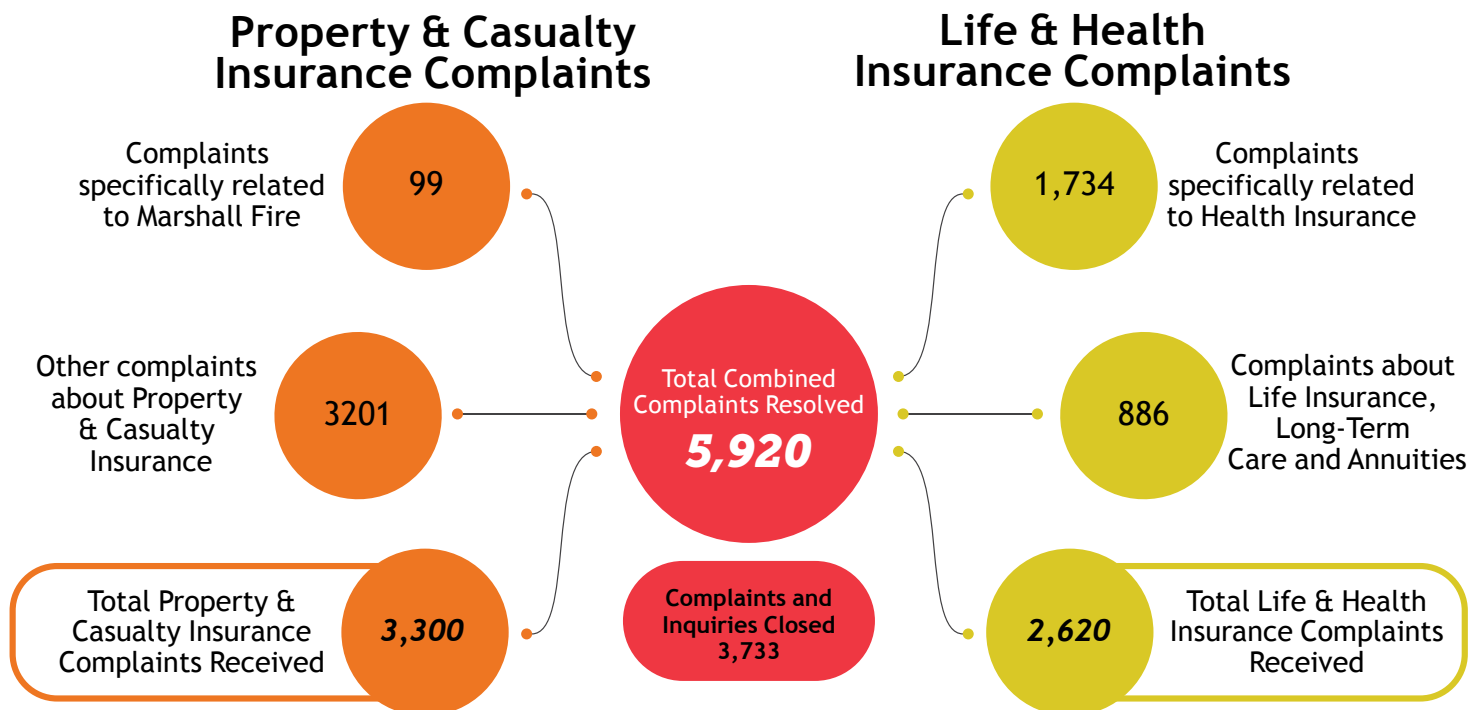 Property & Casualty
Insurance Complaints
Complaints
specifically related
to Marshall Fire
99
Other complaints
about Property
& Casualty
Insurance
3201
Total Property &
Casualty Insurance
Complaints Received
3,300
Total Combined
Complaints Resolved
5,920
Complaints and
Inquiries Closed
3,733
Life & Health
Insurance Complaints
1,734
Complaints
specifically related
to Health Insurance
886
Complaints about
Life Insurance,
Long-Term
Care and Annuities
2,620
Total Life & Health
Insurance Complaints
Received